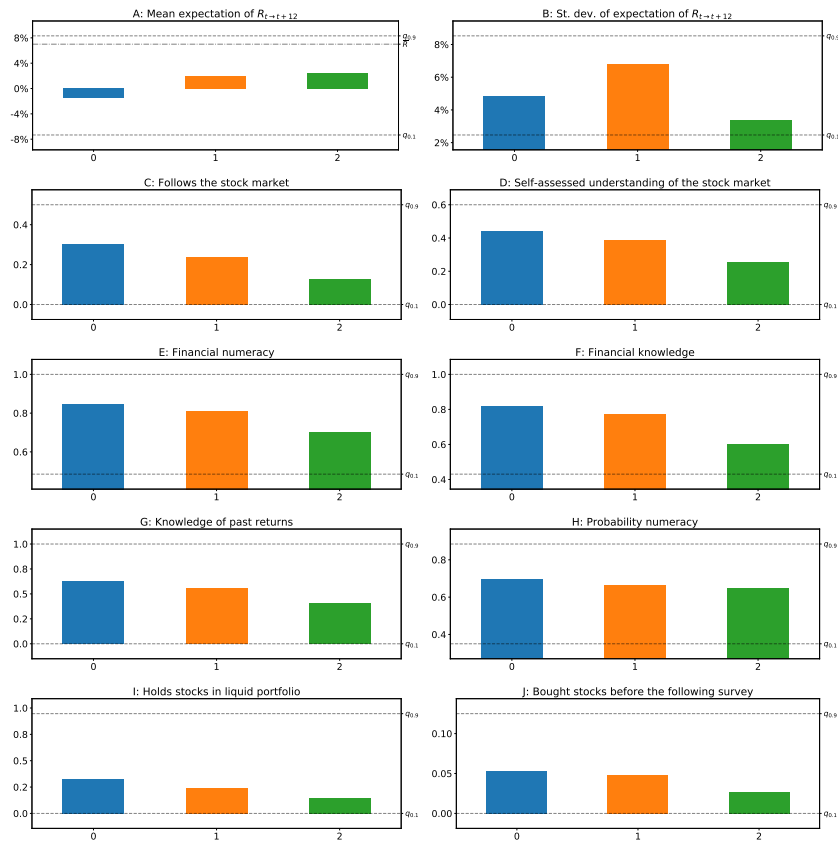 A: Mean expectation of R_{t→t+12}
8%
4%
0%
-4%
-8%
q_{0.9}
q_{0.1}
0 1 2
B: St. dev. of expectation of R_{t→t+12}
8%
6%
4%
2%
q_{0.9}
q_{0.1}
0 1 2
C: Follows the stock market
0.4
0.2
0.0
q_{0.9}
q_{0.1}
0 1 2
D: Self-assessed understanding of the stock market
0.6
0.4
0.2
0.0
q_{0.9}
q_{0.1}
0 1 2
E: Financial numeracy
1.0
0.8
0.6
q_{0.9}
q_{0.1}
0 1 2
F: Financial knowledge
1.0
0.8
0.6
0.4
q_{0.9}
q_{0.1}
0 1 2
G: Knowledge of past returns
1.0
0.8
0.5
0.2
0.0
q_{0.9}
q_{0.1}
0 1 2
H: Probability numeracy
0.8
0.6
0.4
q_{0.9}
q_{0.1}
0 1 2
I: Holds stocks in liquid portfolio
1.0
0.8
0.5
0.2
0.0
q_{0.9}
q_{0.1}
0 1 2
J: Bought stocks before the following survey
0.10
0.05
0.00
q_{0.9}
q_{0.1}
0 1 2